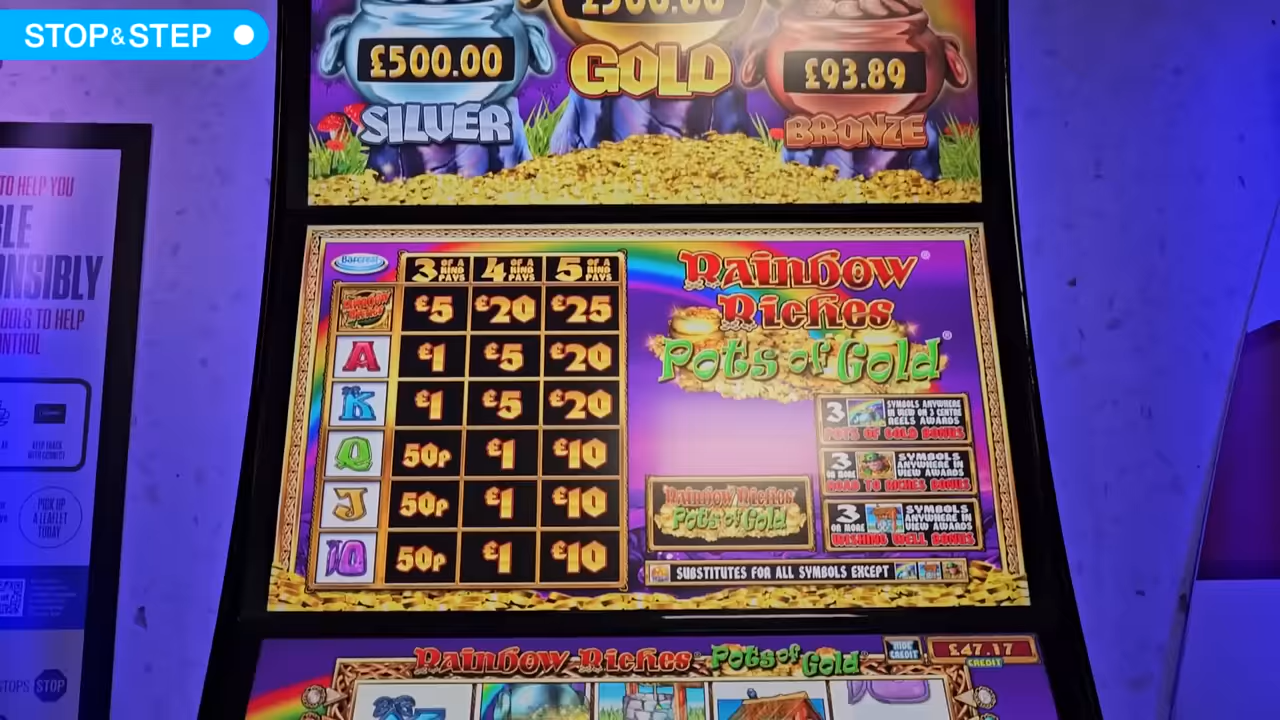 STOP&STEP
£500.00
£500.00
£93.89
SILVER
GOLD
BRONZE
TO HELP YOU
ONSIBLY
TO HELP
KEEP TRACK
WITH CONNECT
PICK UP
A LEAFLET
TODAY
STOP
Barcrest
3 OF A KIND PAYS
4 OF A KIND PAYS
5 OF A KIND PAYS
£5 £20 £25
A £1 £5 £20
K £1 £5 £20
Q 50p £1 £10
J 50p £1 £10
10 50p £1 £10
Rainbow
Riches
Pots of Gold®
3 SYMBOLS ANYWHERE
IN VIEW ON 3 CENTRE
REELS AWARDS
POTS OF GOLD BONUS
3 OR MORE SYMBOLS
ANYWHERE IN
VIEW AWARDS
ROAD TO RICHES BONUS
3 OR MORE SYMBOLS
ANYWHERE IN
VIEW AWARDS
WISHING WELL BONUS
Rainbow Riches
Pots of Gold
SUBSTITUTES FOR ALL SYMBOLS EXCEPT
Rainbow Riches® Pots of Gold®
HIDE
CREDIT
£47.17
CREDIT